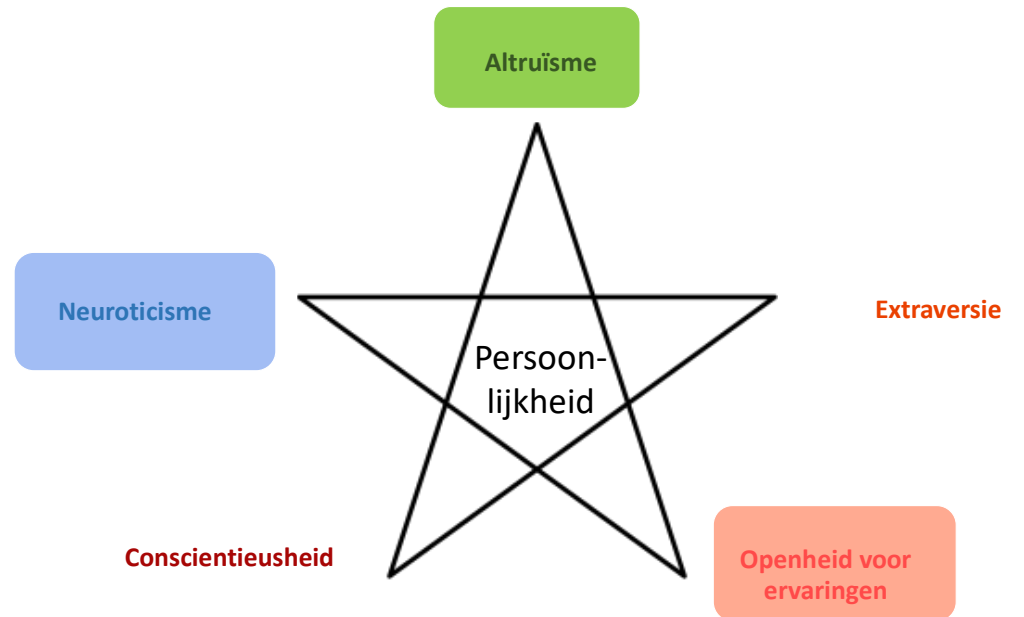 Altruïsme
Neuroticisme
Extraversie
Persoon-
lijkheid
Conscientieusheid
Openheid voor
ervaringen